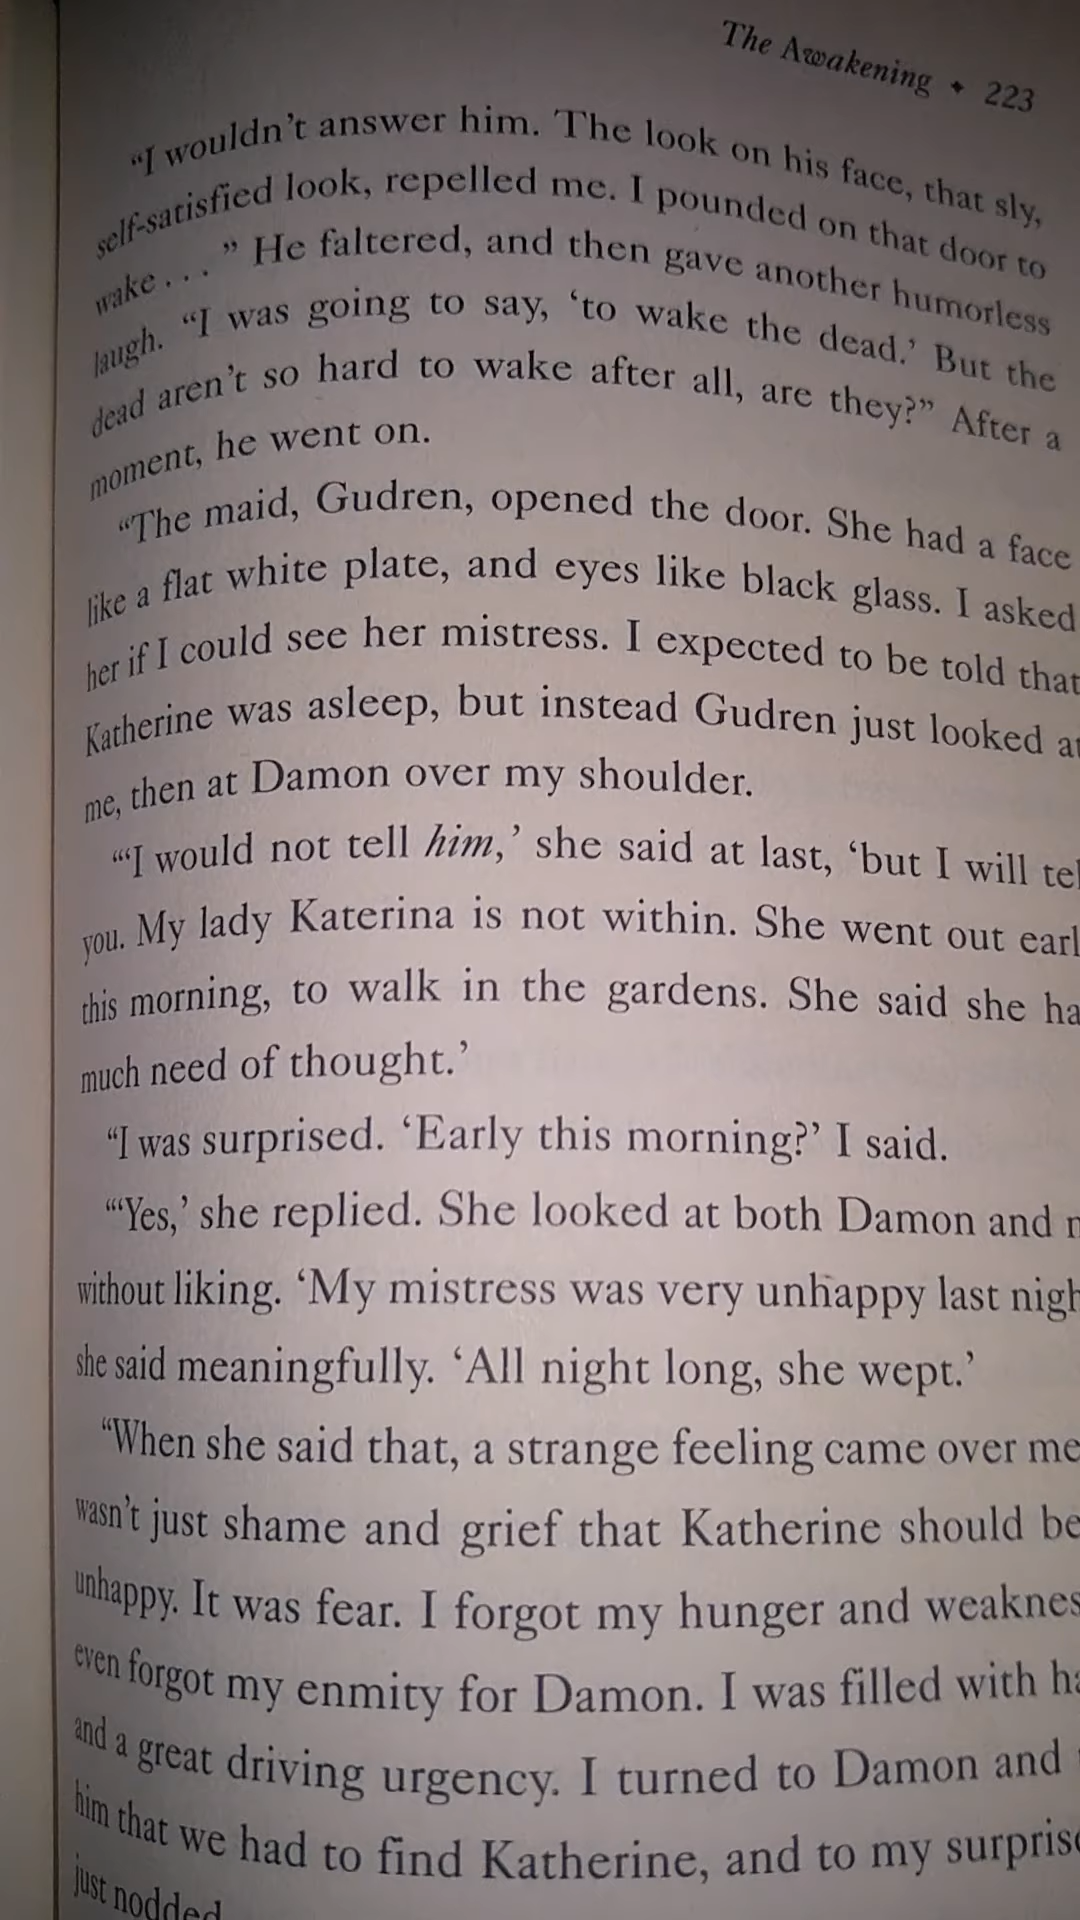 The Awakening ✦ 223
“I wouldn’t answer him. The look on his face, that sly,
self-satisfied look, repelled me. I pounded on that door to
wake . . . ” He faltered, and then gave another humorless
laugh. “I was going to say, ‘to wake the dead.’ But the
dead aren’t so hard to wake after all, are they?” After a
moment, he went on.
“The maid, Gudren, opened the door. She had a face
like a flat white plate, and eyes like black glass. I asked
her if I could see her mistress. I expected to be told that
Katherine was asleep, but instead Gudren just looked at
me, then at Damon over my shoulder.
“‘I would not tell him,’ she said at last, ‘but I will
you. My lady Katerina is not within. She went out
this morning, to walk in the gardens. She said she
much need of thought.’
“I was surprised. ‘Early this morning?’ I said.
“‘Yes,’ she replied. She looked at both Damon and
without liking. ‘My mistress was very unhappy last
she said meaningfully. ‘All night long, she wept.’
“When she said that, a strange feeling came over me
wasn’t just shame and grief that Katherine should be
unhappy. It was fear. I forgot my hunger and
even forgot my enmity for Damon. I was filled with
and a great driving urgency. I turned to Damon and
him that we had to find Katherine, and to my
just nodded